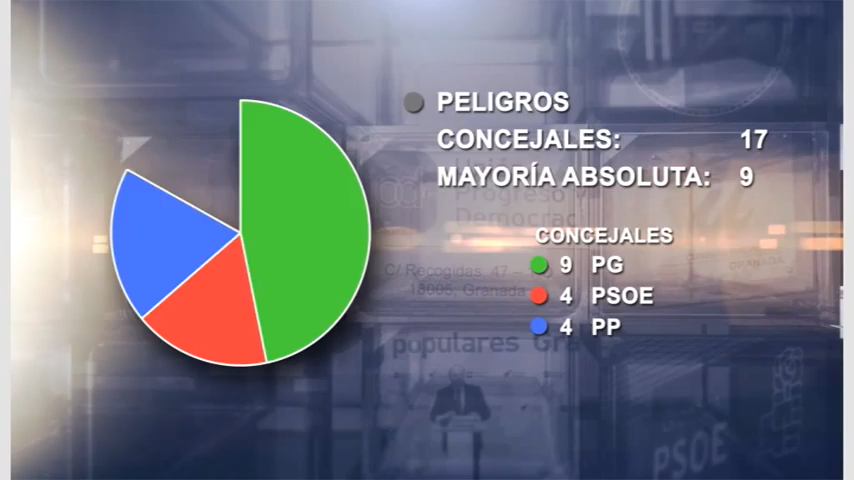 PELIGROS
CONCEJALES: 17
MAYORÍA ABSOLUTA: 9
Progreso y
Democraci
CONCEJALES
9 PG
C/ Recogidas, 47 –
18005, Granada
4 PSOE
4 PP
populares Gra
GRANADA
PSOE